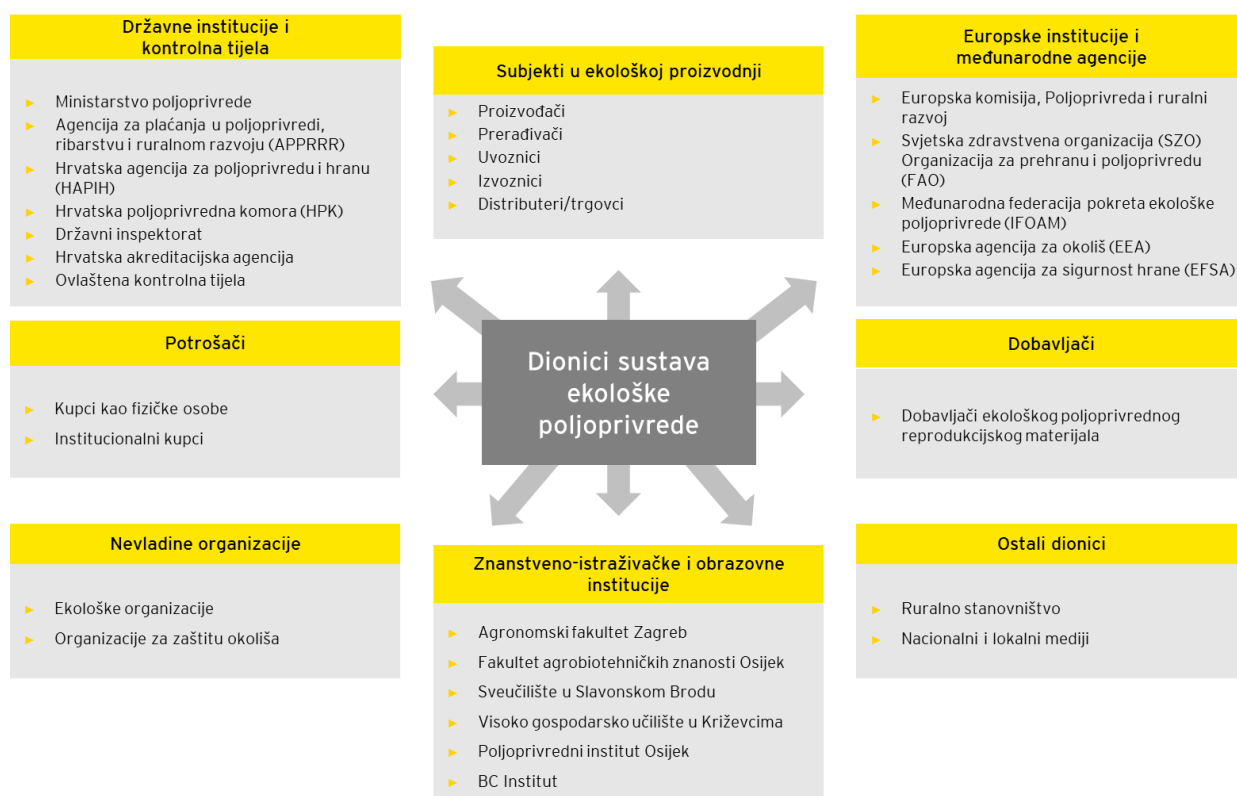 Državne institucije i
kontrolna tijela
► Ministarstvo poljoprivrede
► Agencija za plaćanja u poljoprivredi,
ribarstvu i ruralnom razvoju (APPRRR)
► Hrvatska agencija za poljoprivredu i hranu
(HAPIH)
► Hrvatska poljoprivredna komora (HPK)
► Državni inspektorat
► Hrvatska akreditacijska agencija
► Ovlaštena kontrolna tijela
Subjekti u ekološkoj proizvodnji
► Proizvođači
► Prerađivači
► Uvoznici
► Izvoznici
► Distributeri/trgovci
Europske institucije i
međunarodne agencije
► Europska komisija, Poljoprivreda i ruralni
razvoj
► Svjetska zdravstvena organizacija (SZO)
Organizacija za prehranu i poljoprivredu
(FAO)
► Međunarodna federacija pokreta ekološke
poljoprivrede (IFOAM)
► Europska agencija za okoliš (EEA)
► Europska agencija za sigurnost hrane (EFSA)
Potrošači
► Kupci kao fizičke osobe
► Institucionalni kupci
Dionici sustava
ekološke
poljoprivrede
Dobavljači
► Dobavljači ekološkog poljoprivrednog
reprodukcijskog materijala
Nevladine organizacije
► Ekološke organizacije
► Organizacije za zaštitu okoliša
Znanstveno-istraživačke i obrazovne
institucije
► Agronomski fakultet Zagreb
► Fakultet agrobiotehničkih znanosti Osijek
► Sveučilište u Slavonskom Brodu
► Visoko gospodarsko učilište u Križevcima
► Poljoprivredni institut Osijek
► BC Institut
Ostali dionici
► Ruralno stanovništvo
► Nacionalni i lokalni mediji